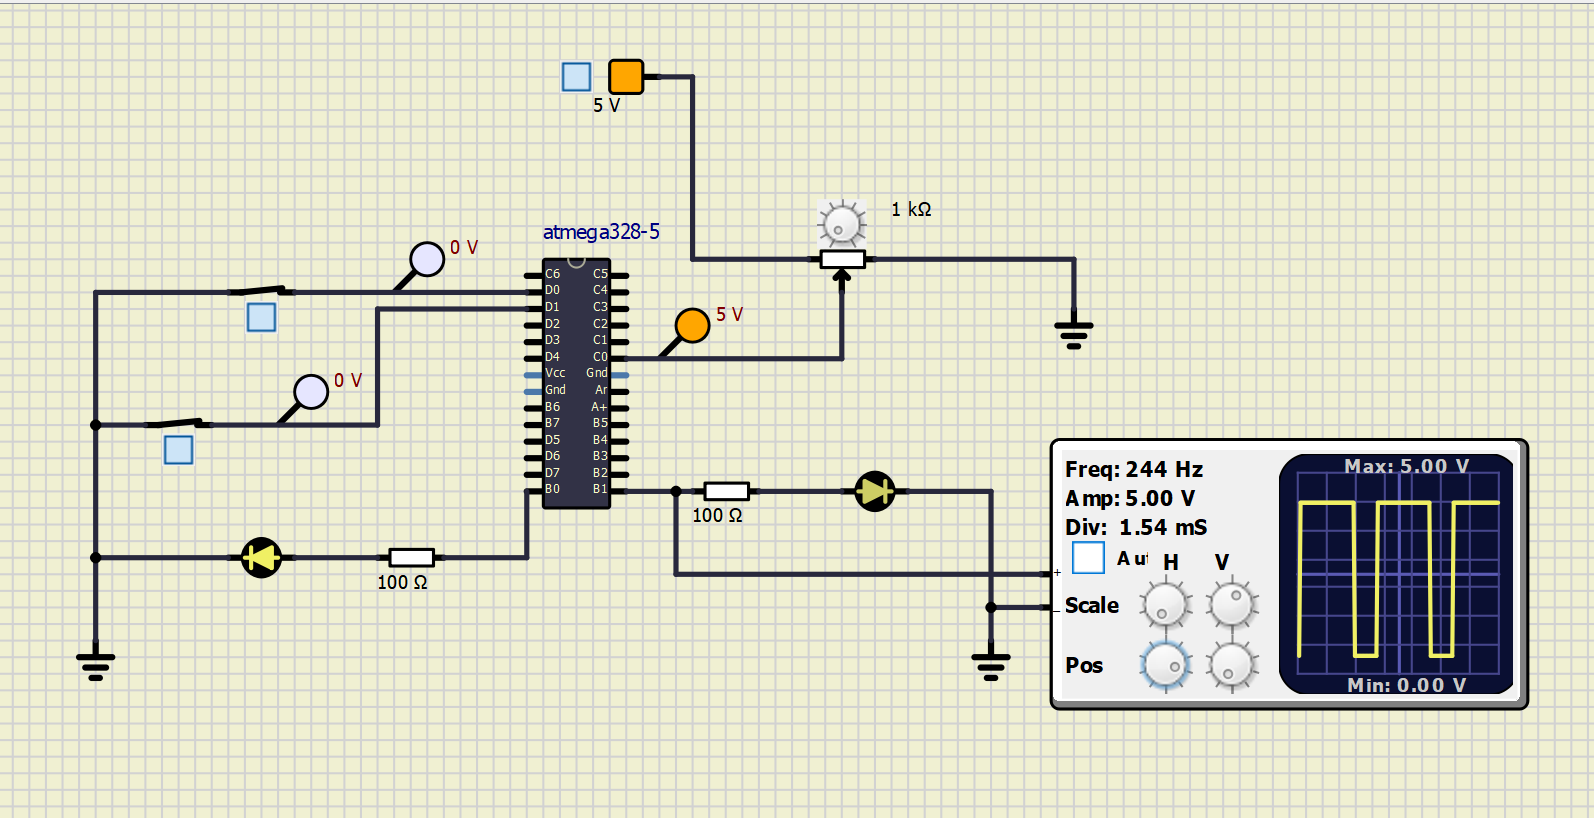 5 V
1 kΩ
atmega328-5
0 V
C6 C5
D0 C4
D1 C3
D2 C2
D3 C1
D4 C0
Vcc Gnd
Gnd Ar
B6 A+
B7 B5
D5 B4
D6 B3
D7 B2
B0 B1
5 V
0 V
100 Ω
100 Ω
Freq: 244 Hz
Amp: 5.00 V
Div: 1.54 mS
Au
H V
+
Scale
−
Pos
Max: 5.00 V
Min: 0.00 V